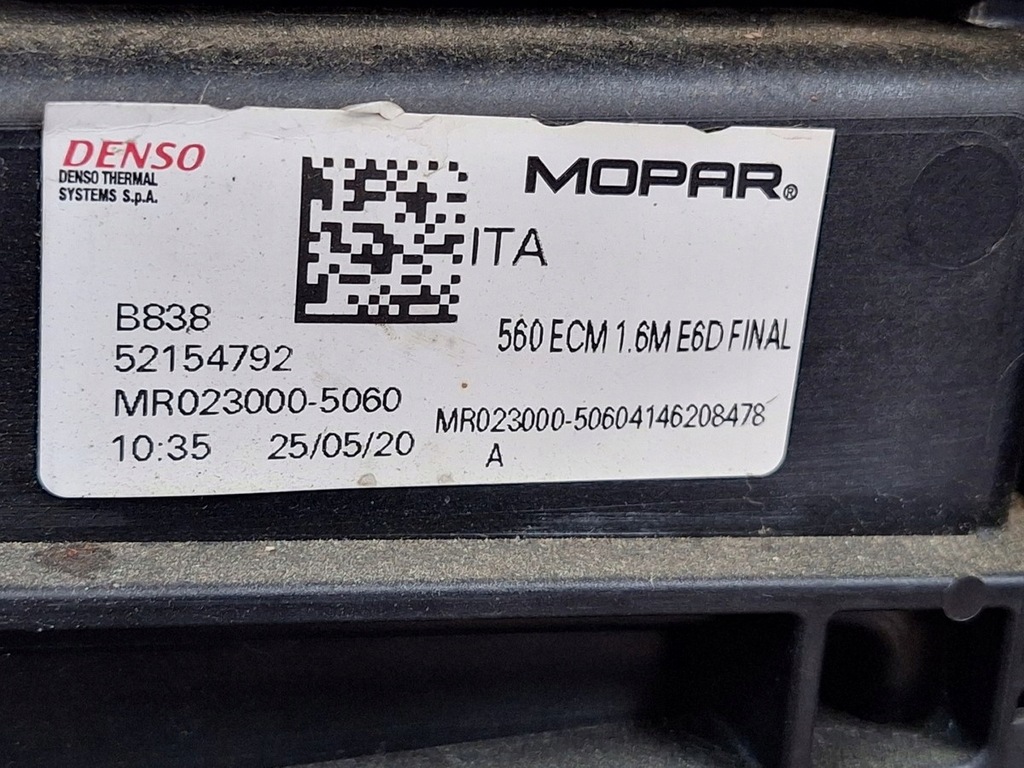 DENSO
DENSO THERMAL
SYSTEMS S.p.A.
MOPAR®
ITA
B838
52154792
MR023000-5060
10:35 25/05/20
560 ECM 1.6M E6D FINAL
MR023000-50604146208478
A